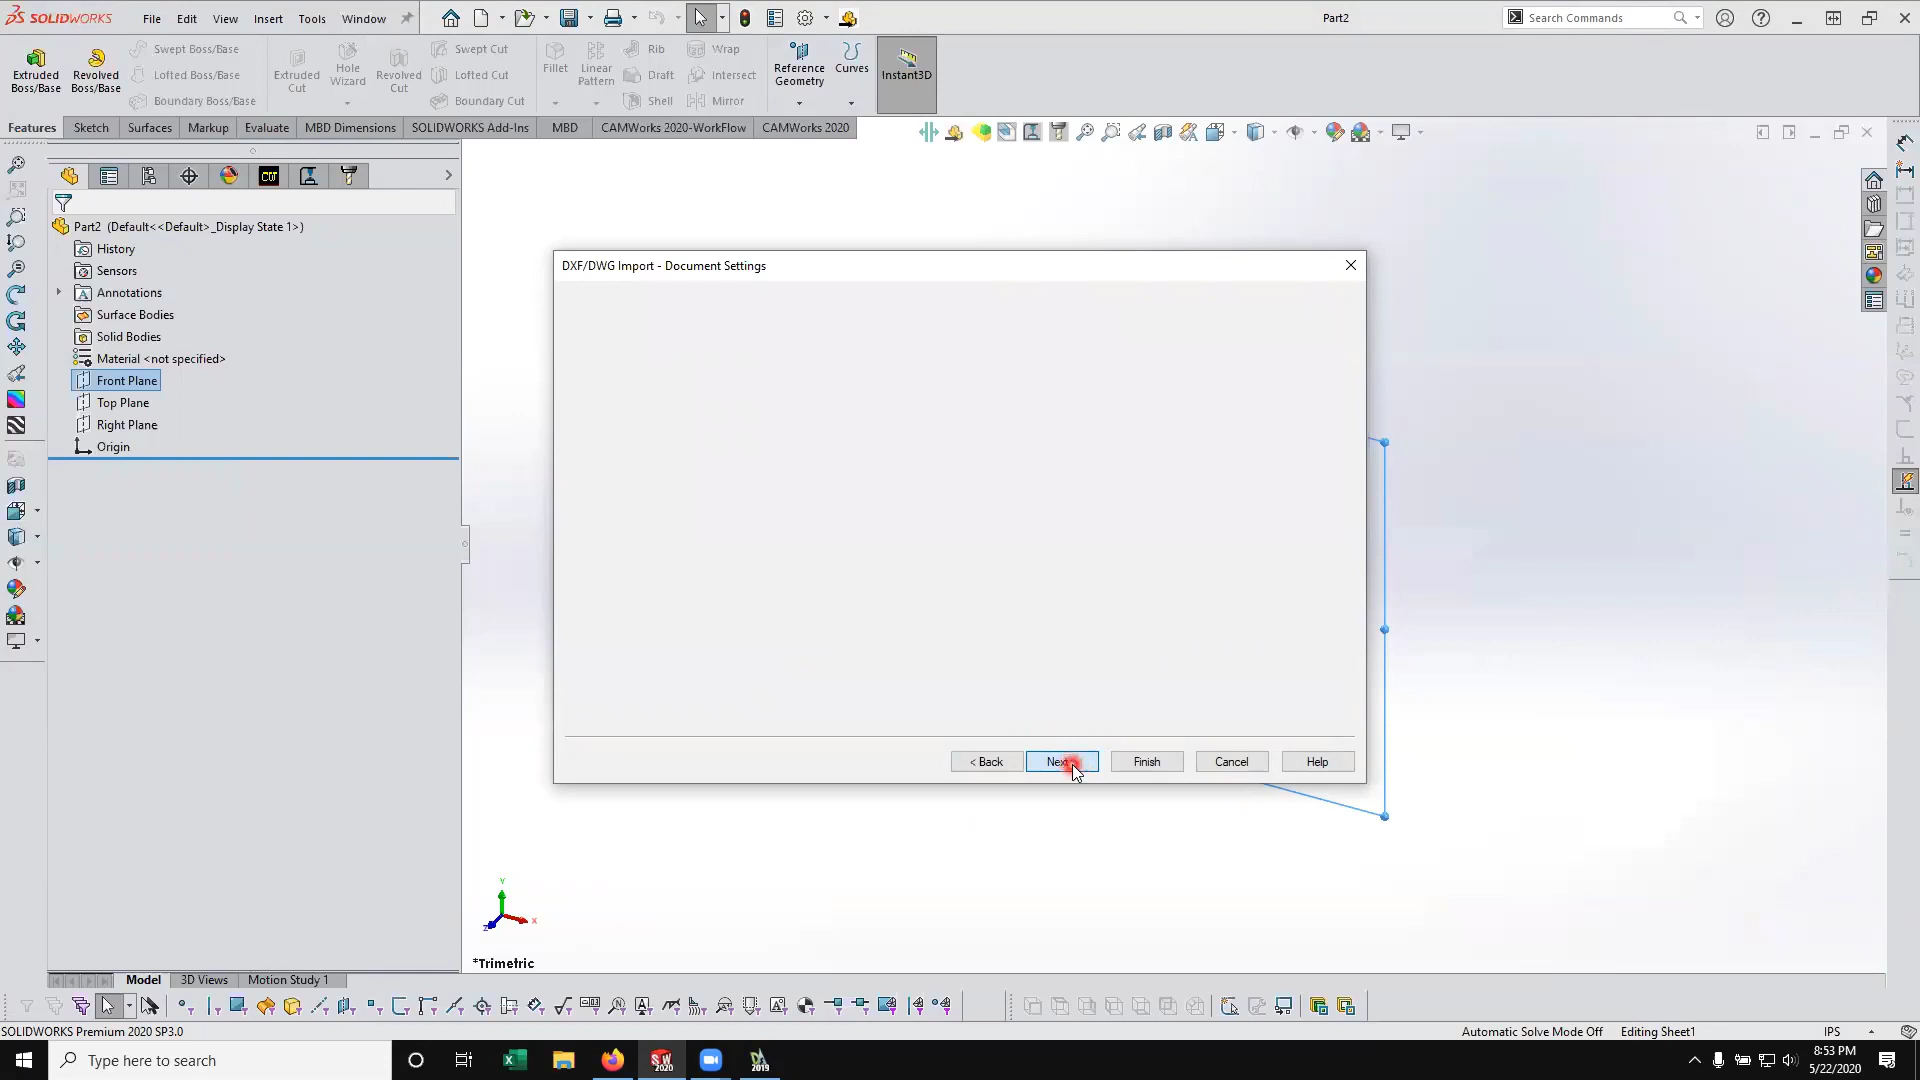 SOLIDWORKS File Edit View Insert Tools Window Part2 Search Commands
Extruded Boss/Base
Revolved Boss/Base
Swept Boss/Base
Lofted Boss/Base
Boundary Boss/Base
Extruded Cut
Hole Wizard
Revolved Cut
Swept Cut
Lofted Cut
Boundary Cut
Fillet
Linear Pattern
Rib
Draft
Shell
Wrap
Intersect
Mirror
Reference Geometry
Curves
Instant3D
Features Sketch Surfaces Markup Evaluate MBD Dimensions SOLIDWORKS Add-Ins MBD CAMWorks 2020-WorkFlow CAMWorks 2020
CW
Part2 (Default<<Default>_Display State 1>)
History
Sensors
Annotations
Surface Bodies
Solid Bodies
Material <not specified>
Front Plane
Top Plane
Right Plane
Origin
DXF/DWG Import - Document Settings
< Back Finish Cancel Help
Y
X
Z
*Trimetric
Model 3D Views Motion Study 1
SOLIDWORKS Premium 2020 SP3.0 Automatic Solve Mode Off Editing Sheet1 IPS
Type here to search
SW 2020
2019
8:53 PM
5/22/2020